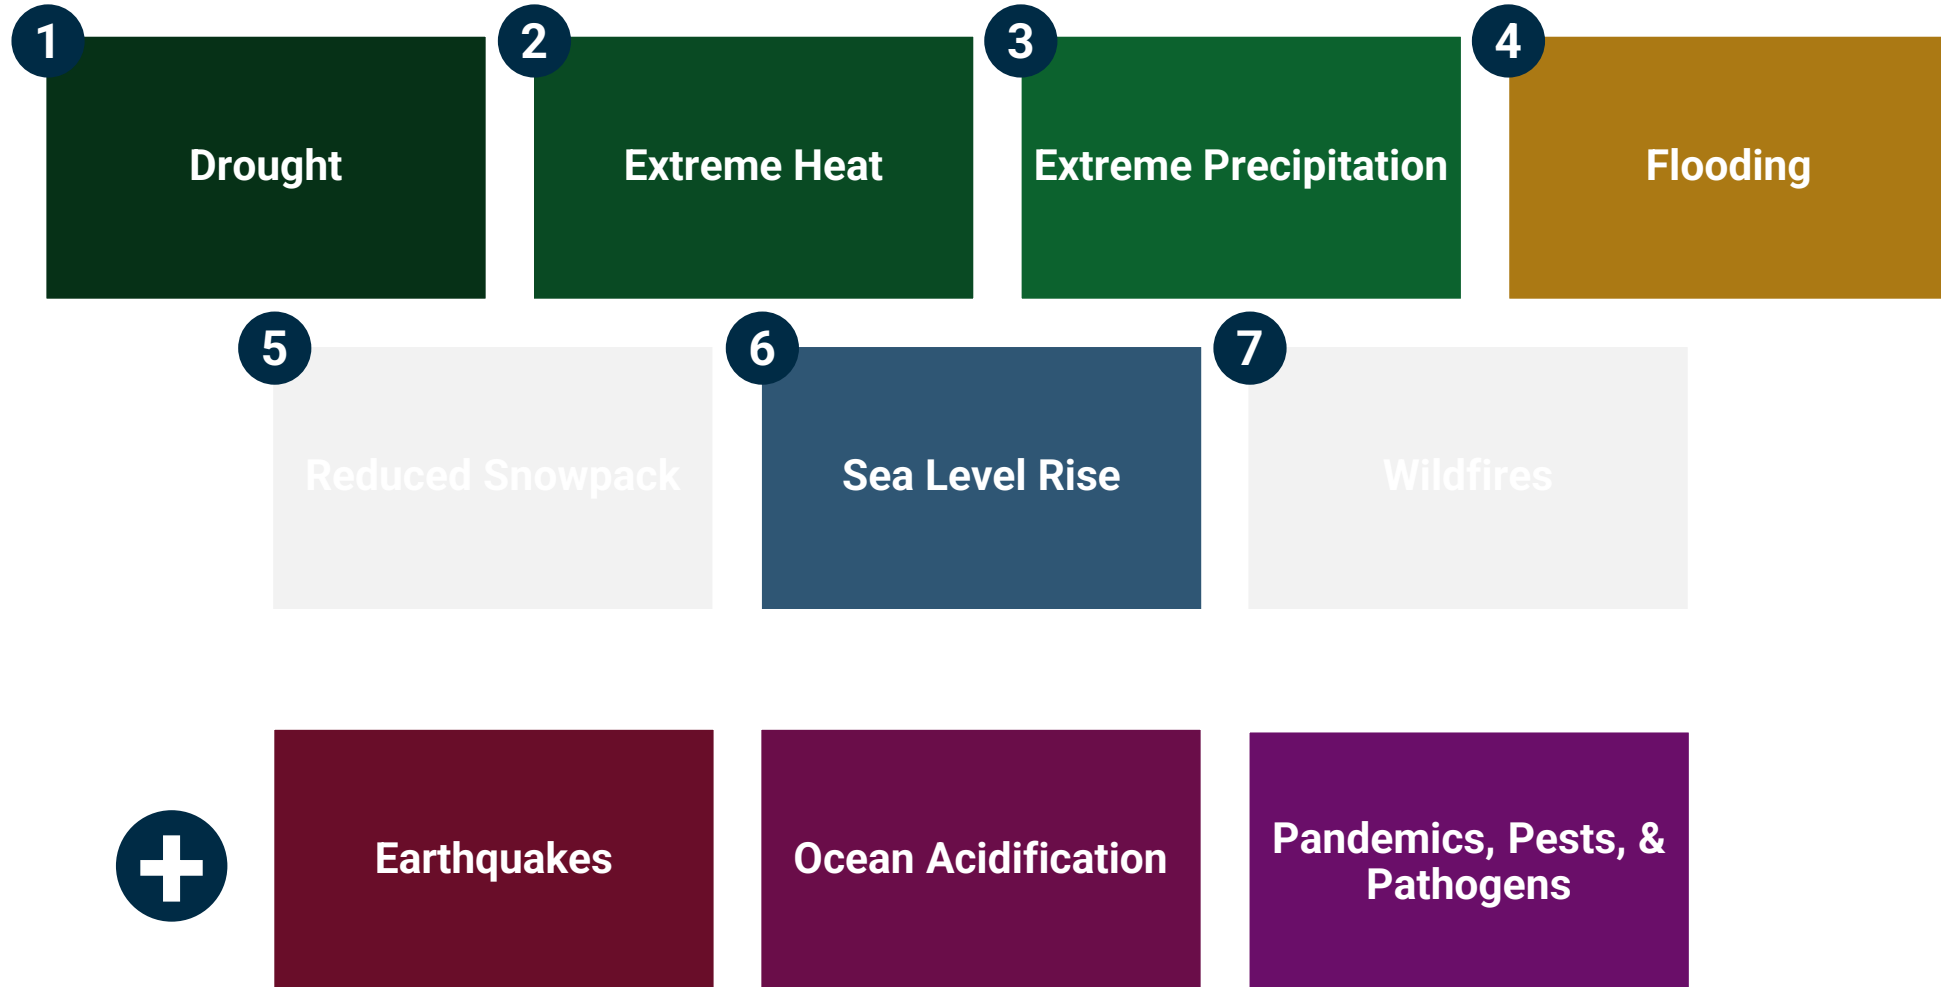 1
Drought
2
Extreme Heat
3
Extreme Precipitation
4
Flooding
5
Reduced Snowpack
6
Sea Level Rise
7
Wildfires
+
Earthquakes
Ocean Acidification
Pandemics, Pests, &
Pathogens